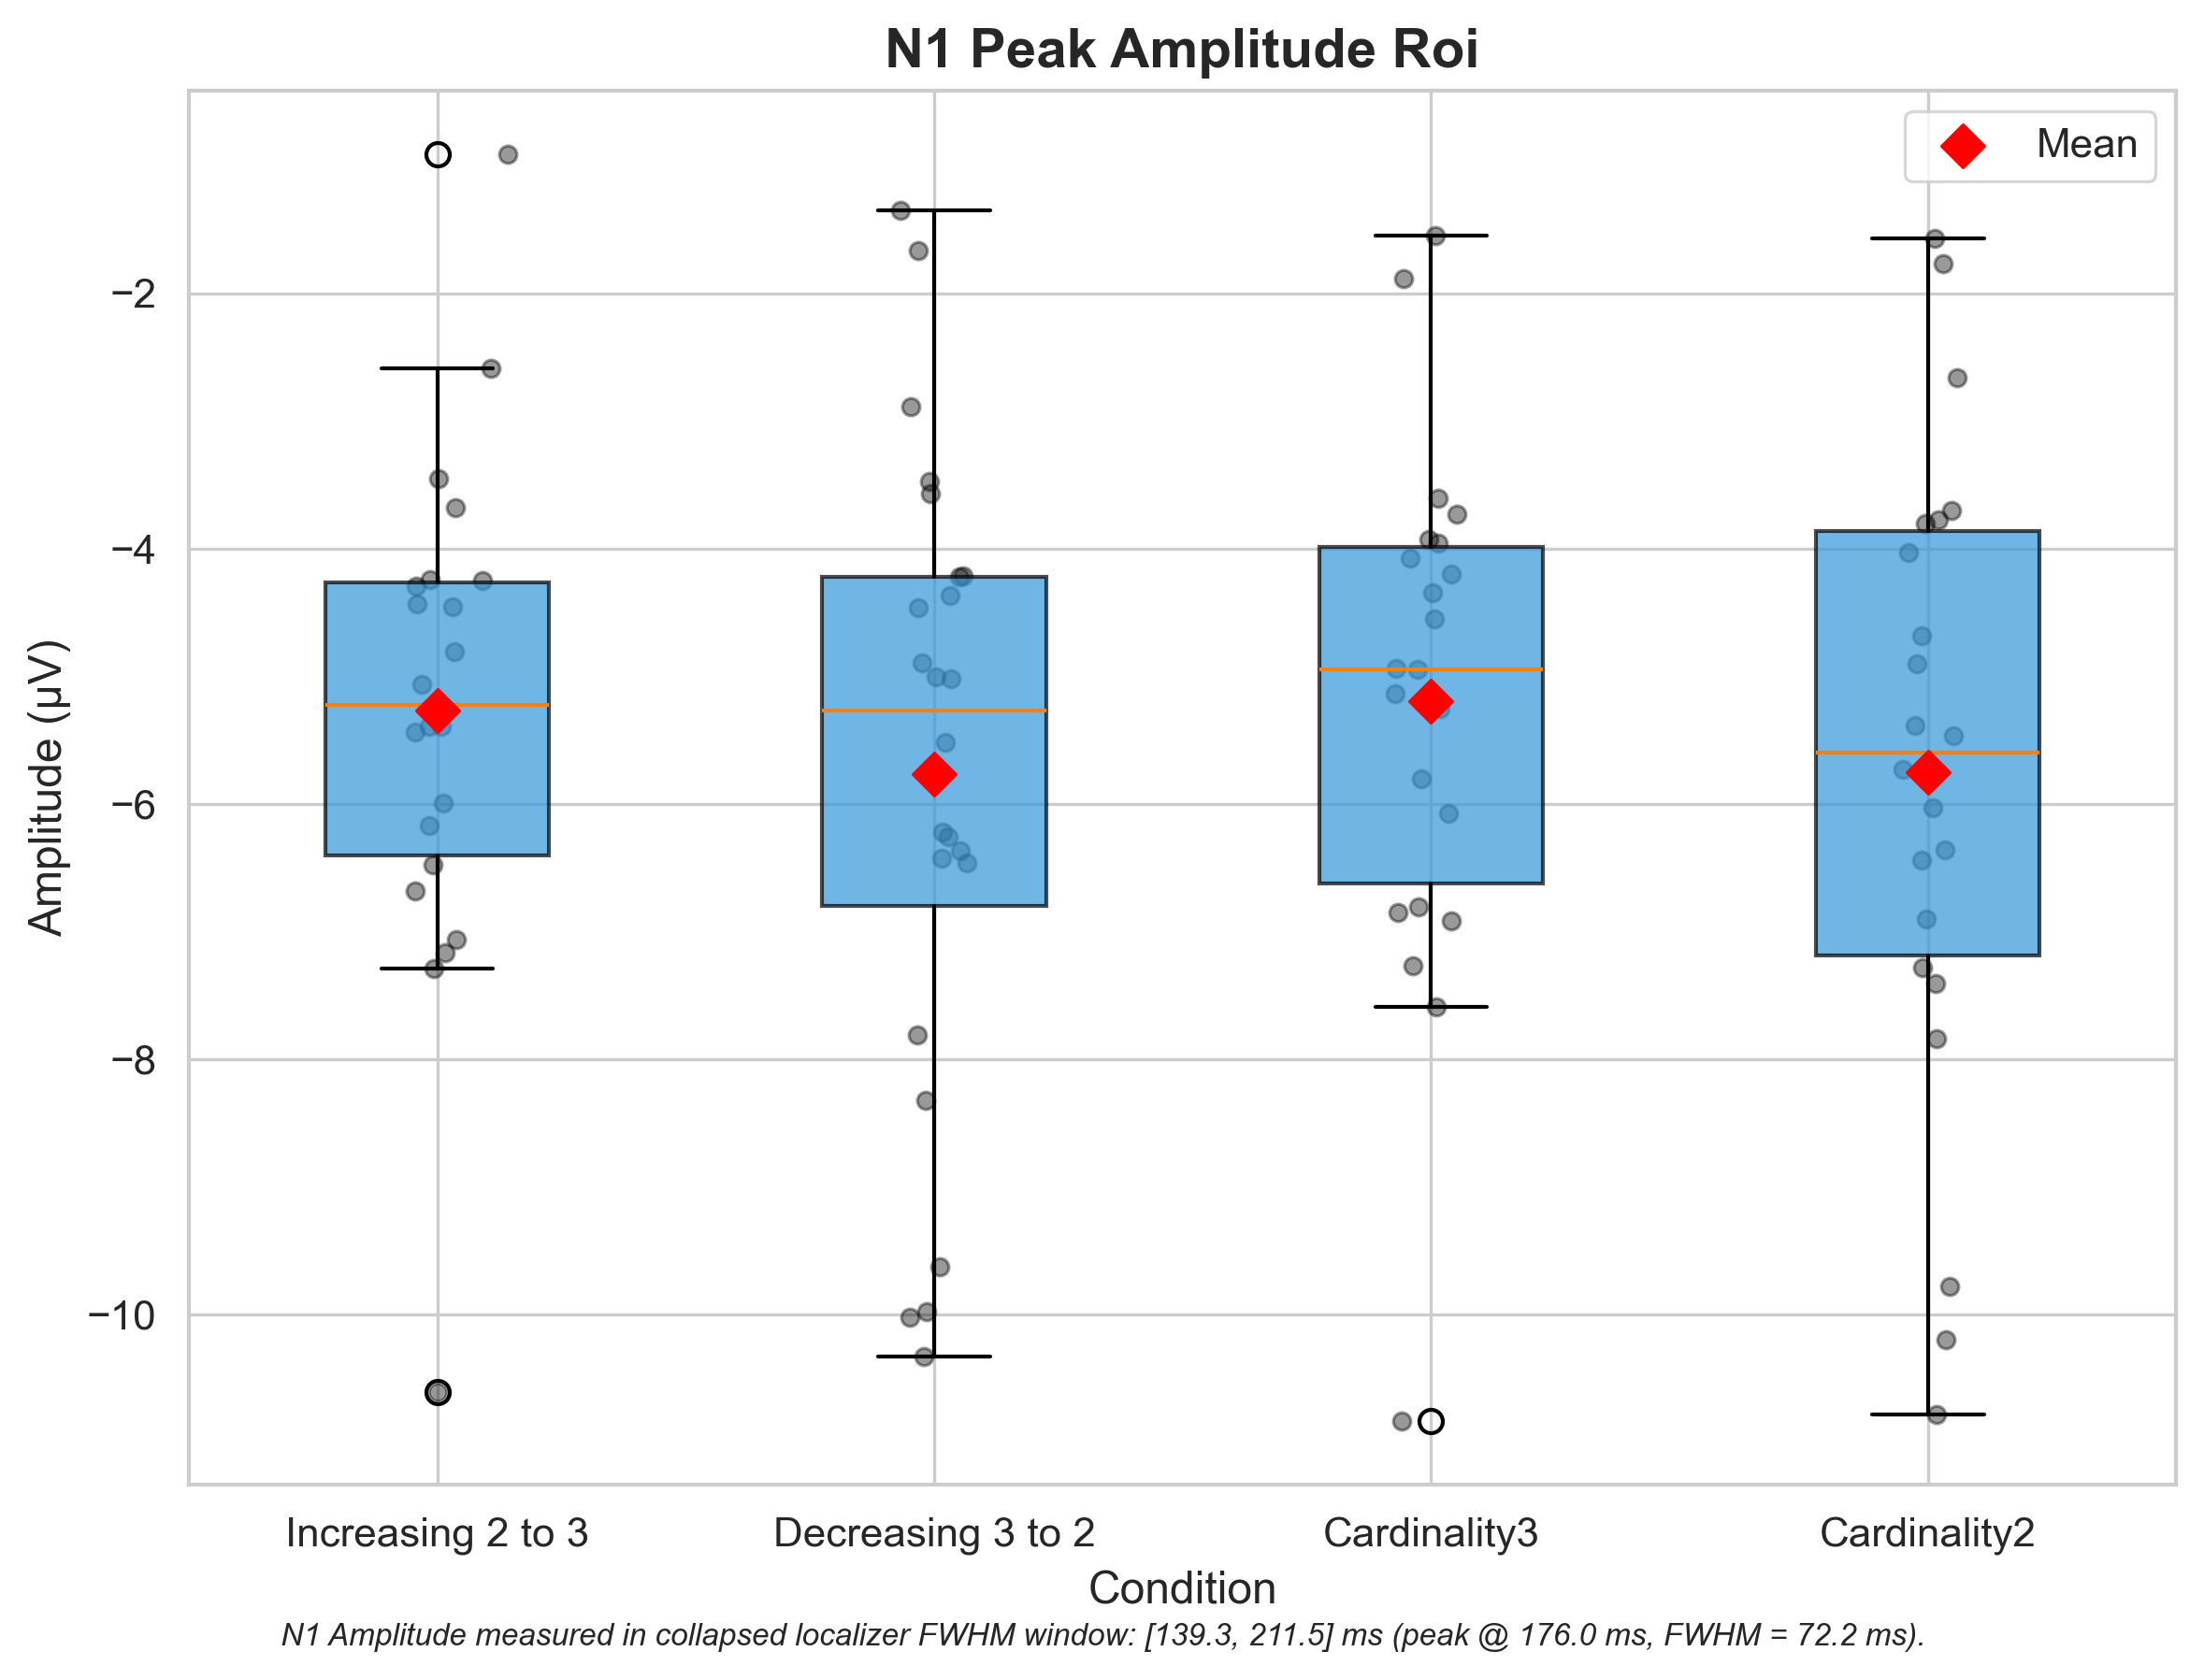 N1 Peak Amplitude Roi
Mean
Amplitude (µV)
−2
−4
−6
−8
−10
Increasing 2 to 3
Decreasing 3 to 2
Cardinality3
Cardinality2
Condition
N1 Amplitude measured in collapsed localizer FWHM window: [139.3, 211.5] ms (peak @ 176.0 ms, FWHM = 72.2 ms).